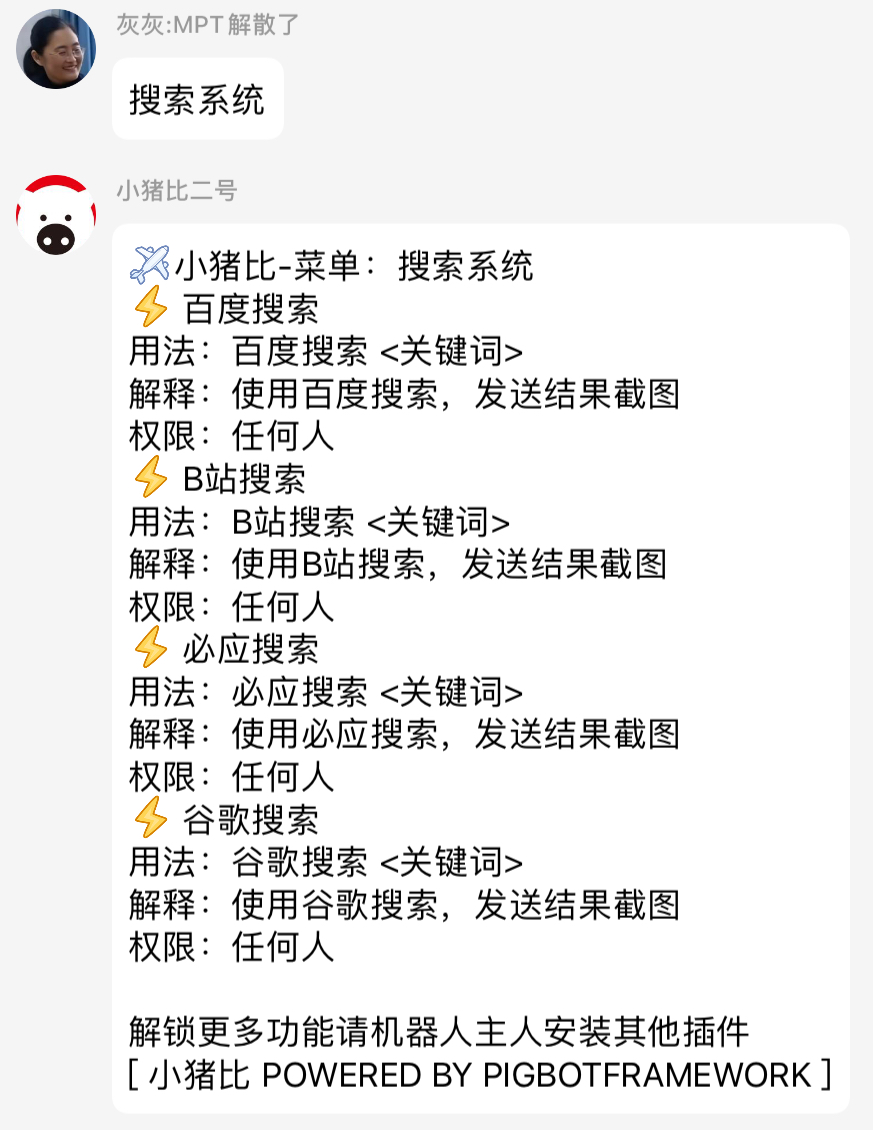 灰灰:MPT解散了
搜索系统
小猪比二号
小猪比-菜单：搜索系统
⚡ 百度搜索
用法：百度搜索 <关键词>
解释：使用百度搜索，发送结果截图
权限：任何人
⚡ B站搜索
用法：B站搜索 <关键词>
解释：使用B站搜索，发送结果截图
权限：任何人
⚡ 必应搜索
用法：必应搜索 <关键词>
解释：使用必应搜索，发送结果截图
权限：任何人
⚡ 谷歌搜索
用法：谷歌搜索 <关键词>
解释：使用谷歌搜索，发送结果截图
权限：任何人
解锁更多功能请机器人主人安装其他插件
[ 小猪比 POWERED BY PIGBOTFRAMEWORK ]